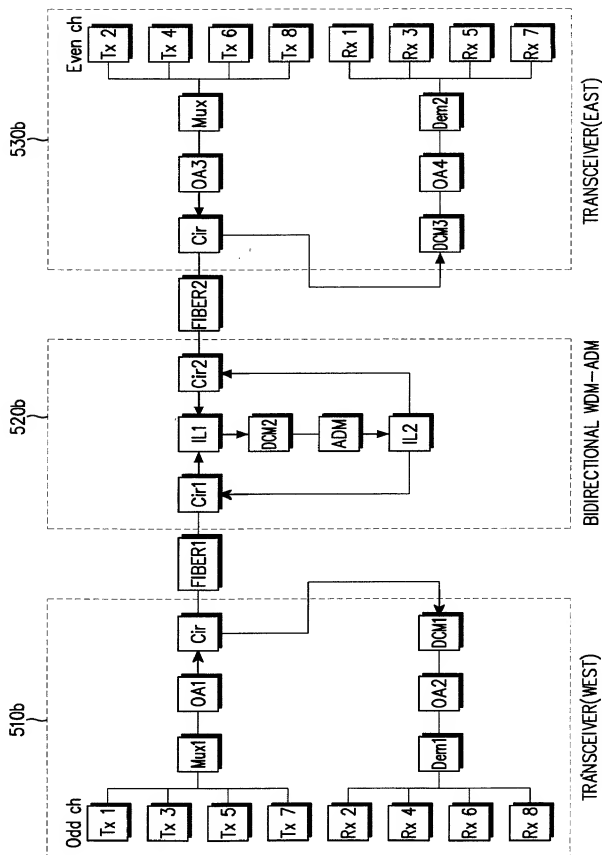 510b
520b
530b
Odd ch
Tx 1
Tx 3
Tx 5
Tx 7
Mux1
OA1
Cir
FIBER1
Cir1
IL1
Cir2
FIBER2
Cir
OA3
Mux
Even ch
Tx 2
Tx 4
Tx 6
Tx 8
DCM2
ADM
IL2
Rx 2
Rx 4
Rx 6
Rx 8
Dem1
OA2
DCM1
DCM3
OA4
Dem2
Rx 1
Rx 3
Rx 5
Rx 7
TRANSCEIVER(WEST)
BIDIRECTIONAL WDM-ADM
TRANSCEIVER(EAST)